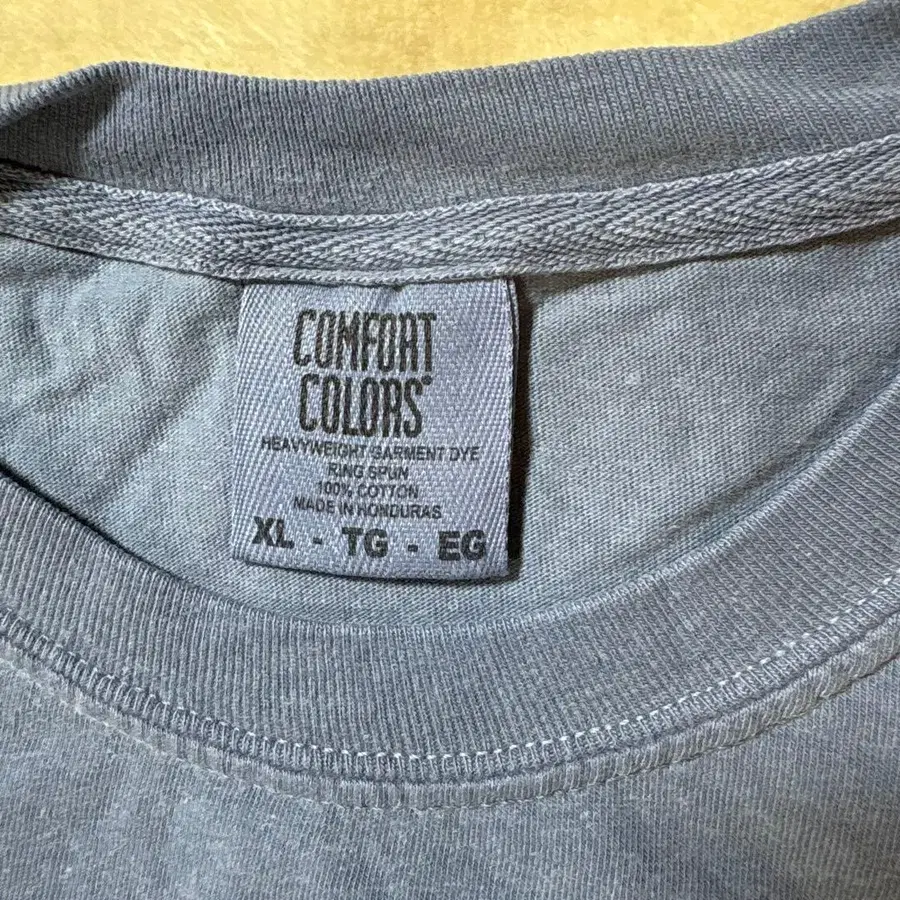 COMFORT
COLORS®
HEAVYWEIGHT GARMENT DYE
RING SPUN
100% COTTON
MADE IN HONDURAS
XL - TG - EG